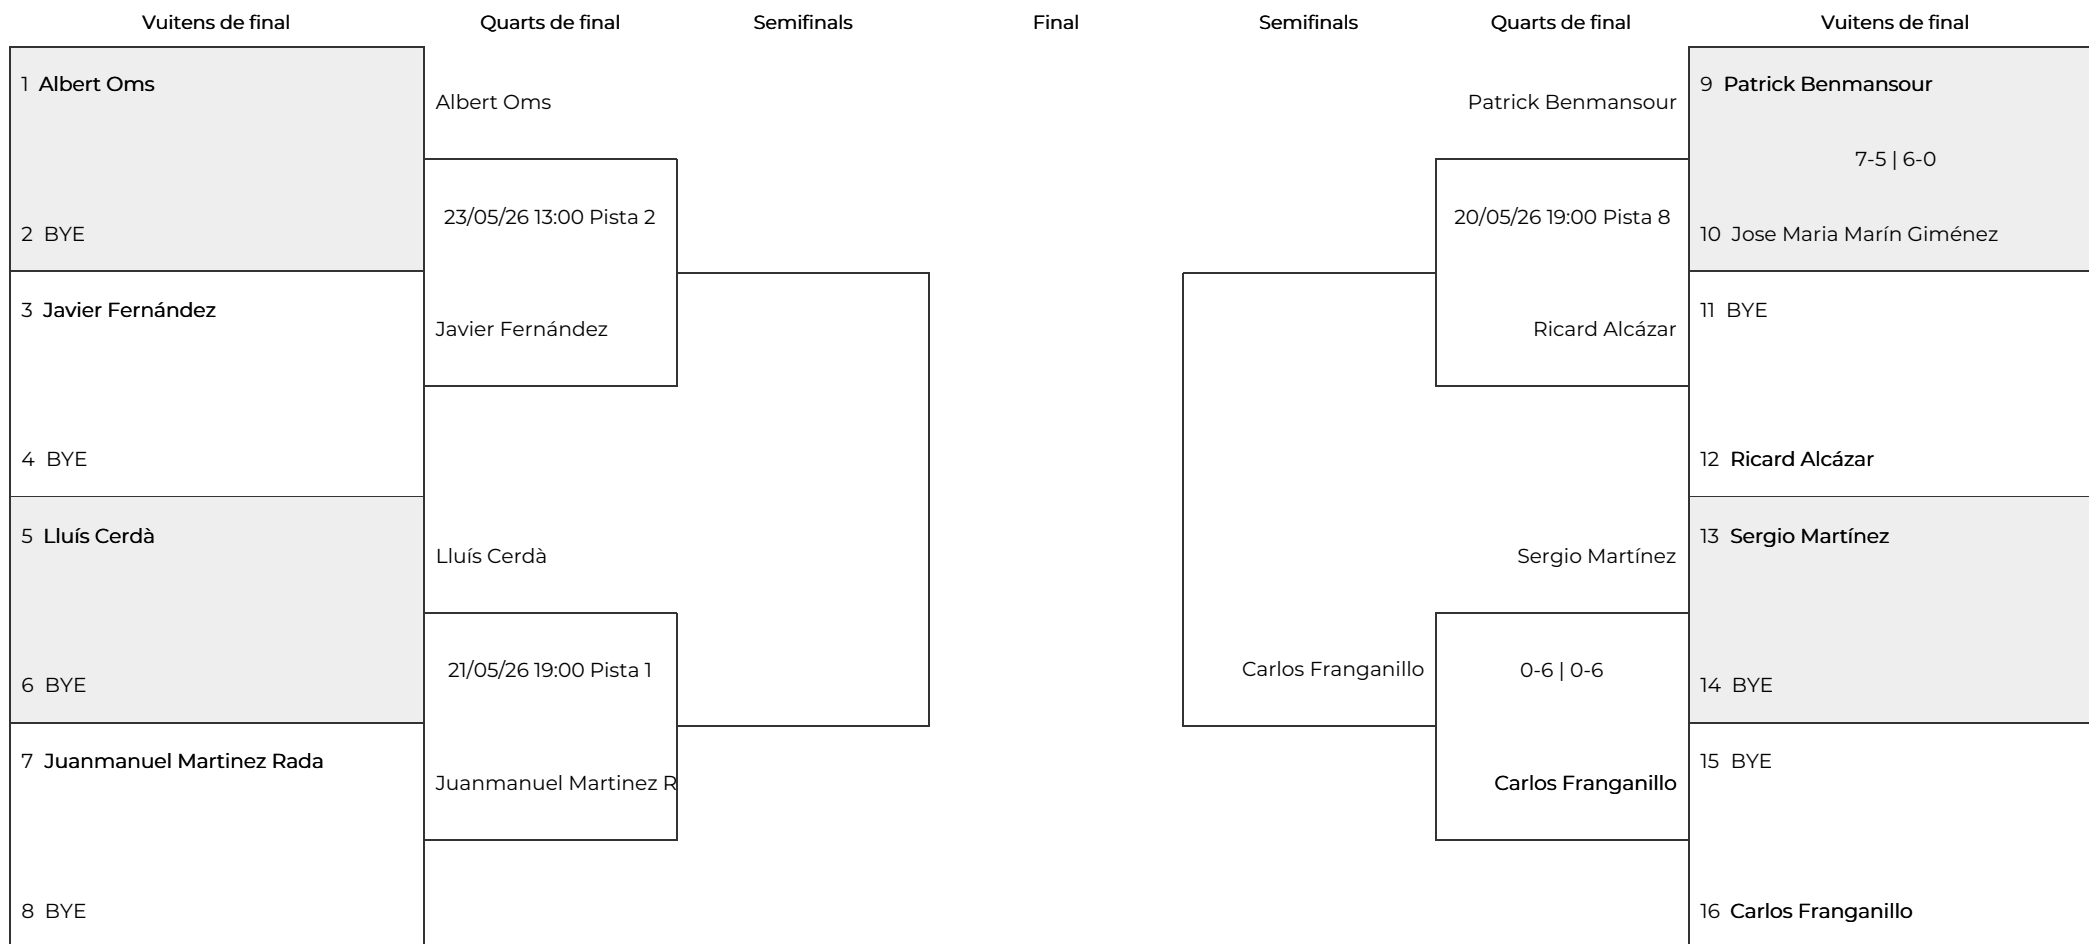 Vuitens de final
Quarts de final
Semifinals
Final
Semifinals
Quarts de final
Vuitens de final
1 Albert Oms
2 BYE
3 Javier Fernández
4 BYE
5 Lluís Cerdà
6 BYE
7 Juanmanuel Martinez Rada
8 BYE
Albert Oms
23/05/26 13:00 Pista 2
Javier Fernández
Lluís Cerdà
21/05/26 19:00 Pista 1
Juanmanuel Martinez R
Carlos Franganillo
Patrick Benmansour
20/05/26 19:00 Pista 8
Ricard Alcázar
Sergio Martínez
0-6 | 0-6
Carlos Franganillo
9 Patrick Benmansour
7-5 | 6-0
10 Jose Maria Marín Giménez
11 BYE
12 Ricard Alcázar
13 Sergio Martínez
14 BYE
15 BYE
16 Carlos Franganillo